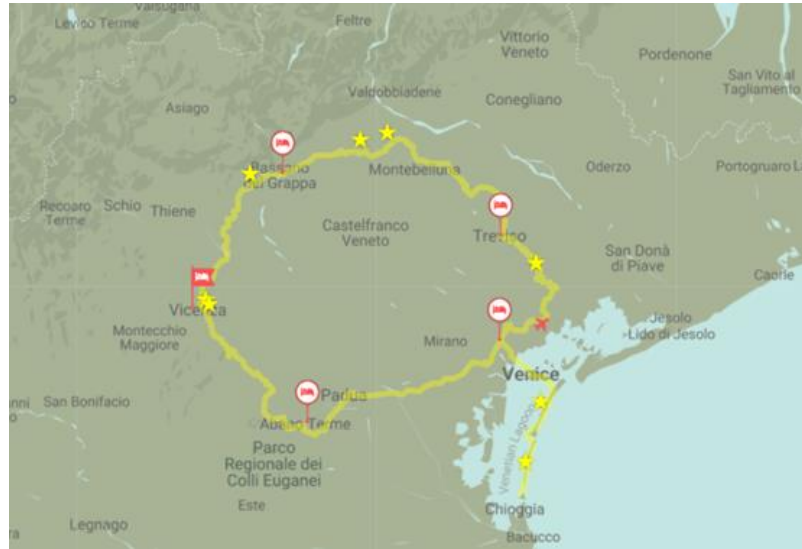 Valsugana
Levico Terme
Feltre
Vittorio
Veneto
Pordenone
San Vito al
Tagliamento
Valdobbiadene
Conegliano
Asiago
Bassano
del Grappa
Montebelluna
Oderzo
Portogruaro
Recoaro
Terme
Schio
Thiene
Castelfranco
Veneto
Treviso
San Donà
di Piave
Caorle
Vicenza
Montecchio
Maggiore
Mirano
Jesolo
Lido di Jesolo
Venice
San Bonifacio
Padua
Abano Terme
Parco
Regionale dei
Colli Euganei
Venetian Lagoon
Este
Chioggia
Legnago
Bacucco